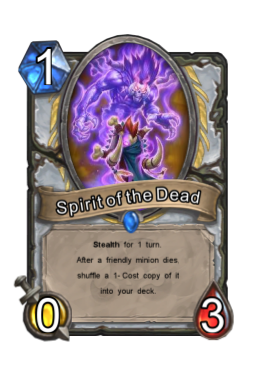 1
Spirit of the Dead
Stealth for 1 turn.
After a friendly minion dies,
shuffle a 1- Cost copy of it
into your deck.
0
3